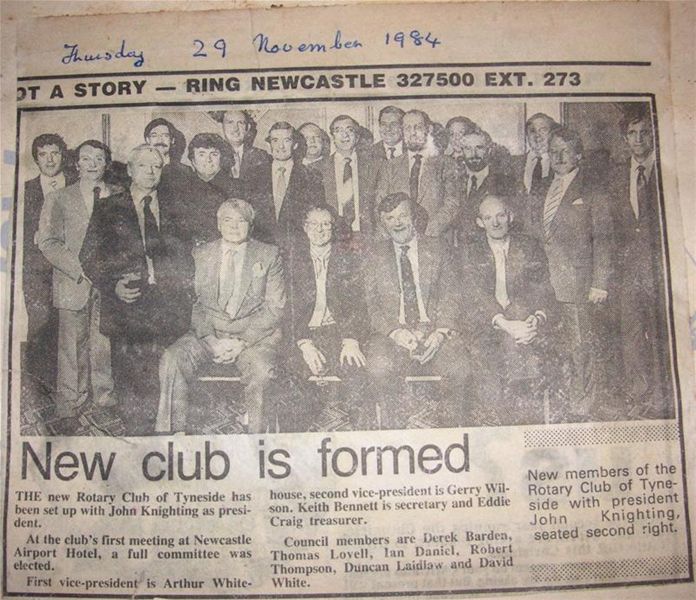 Thursday 29 November 1984
OT A STORY — RING NEWCASTLE 327500 EXT. 273
New club is formed
THE new Rotary Club of Tyneside has
been set up with John Knighting as pres-
ident.
At the club's first meeting at Newcastle
Airport Hotel, a full committee was
elected.
First vice-president is Arthur White-
house, second vice-president is Gerry Wil-
son. Keith Bennett is secretary and Eddie
Craig treasurer.
Council members are Derek Barden,
Thomas Lovell, Ian Daniel, Robert
Thompson, Duncan Laidlaw and David
White.
New members of the
Rotary Club of Tyne-
side with president
John Knighting,
seated second right.